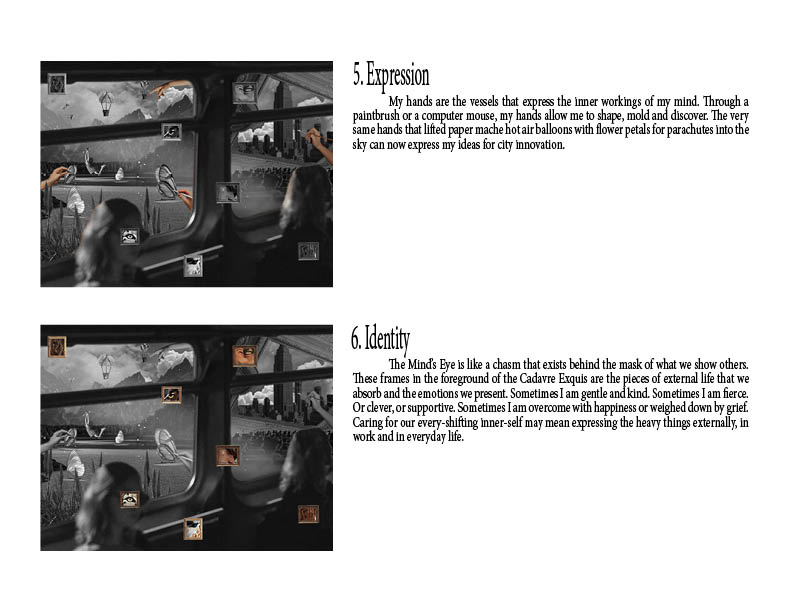 5. Expression
My hands are the vessels that express the inner workings of my mind. Through a
paintbrush or a computer mouse, my hands allow me to shape, mold and discover. The very
same hands that lifted paper mache hot air balloons with flower petals for parachutes into the
sky can now express my ideas for city innovation.
6. Identity
The Mind's Eye is like a chasm that exists behind the mask of what we show others.
These frames in the foreground of the Cadavre Exquis are the pieces of external life that we
absorb and the emotions we present. Sometimes I am gentle and kind. Sometimes I am fierce.
Or clever, or supportive. Sometimes I am overcome with happiness or weighed down by grief.
Caring for our every-shifting inner-self may mean expressing the heavy things externally, in
work and in everyday life.